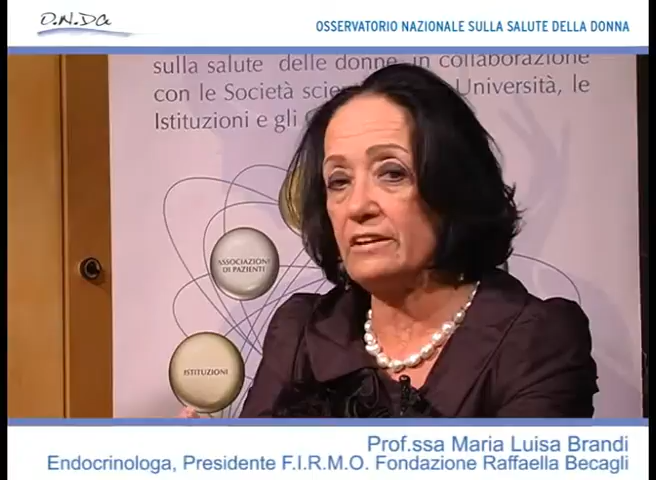 O.N.Da
OSSERVATORIO NAZIONALE SULLA SALUTE DELLA DONNA
sulla salute delle donne, in collaborazione
con le Società Università, le
Istituzioni e gli
ASSOCIAZIONI
DI PAZIENTI
ISTITUZIONI
Prof.ssa Maria Luisa Brandi
Endocrinologa, Presidente F.I.R.M.O. Fondazione Raffaella Becagli